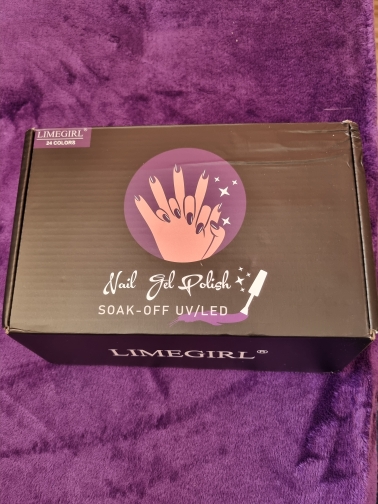 LIMEGIRL®
24 COLORS
Nail Gel Polish
SOAK-OFF UV/LED
LIMEGIRL®